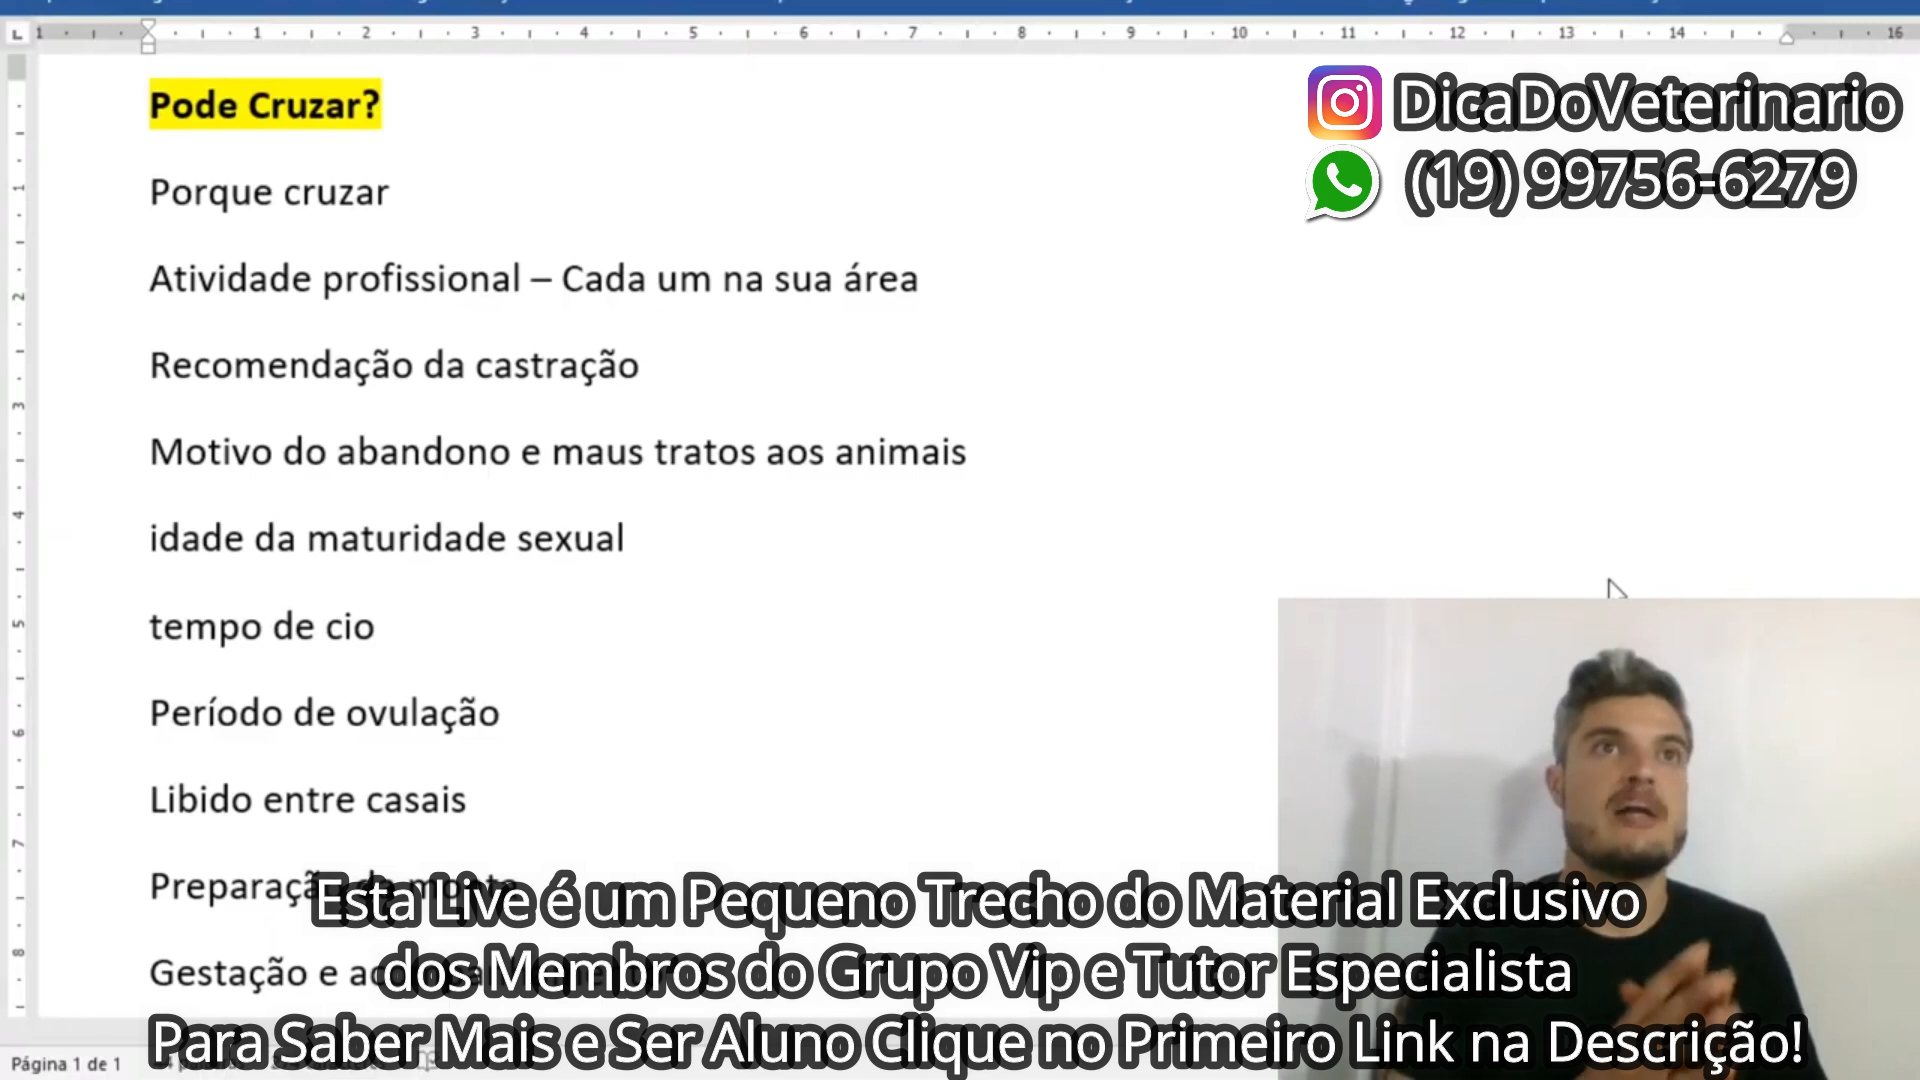 Pode Cruzar?
DicaDoVeterinario
(19) 99756-6279
Porque cruzar
Atividade profissional – Cada um na sua área
Recomendação da castração
Motivo do abandono e maus tratos aos animais
idade da maturidade sexual
tempo de cio
Período de ovulação
Libido entre casais
Preparação
Gestação e
Esta Live é um Pequeno Trecho do Material Exclusivo
dos Membros do Grupo Vip e Tutor Especialista
Para Saber Mais e Ser Aluno Clique no Primeiro Link na Descrição!
Página 1 de 1